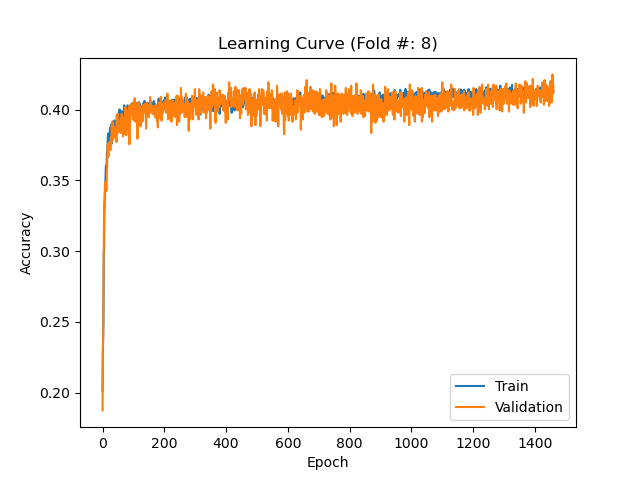 Learning Curve (Fold #: 8)
0.40
0.35
0.30
0.25
0.20
Accuracy
Train
Validation
0 200 400 600 800 1000 1200 1400
Epoch